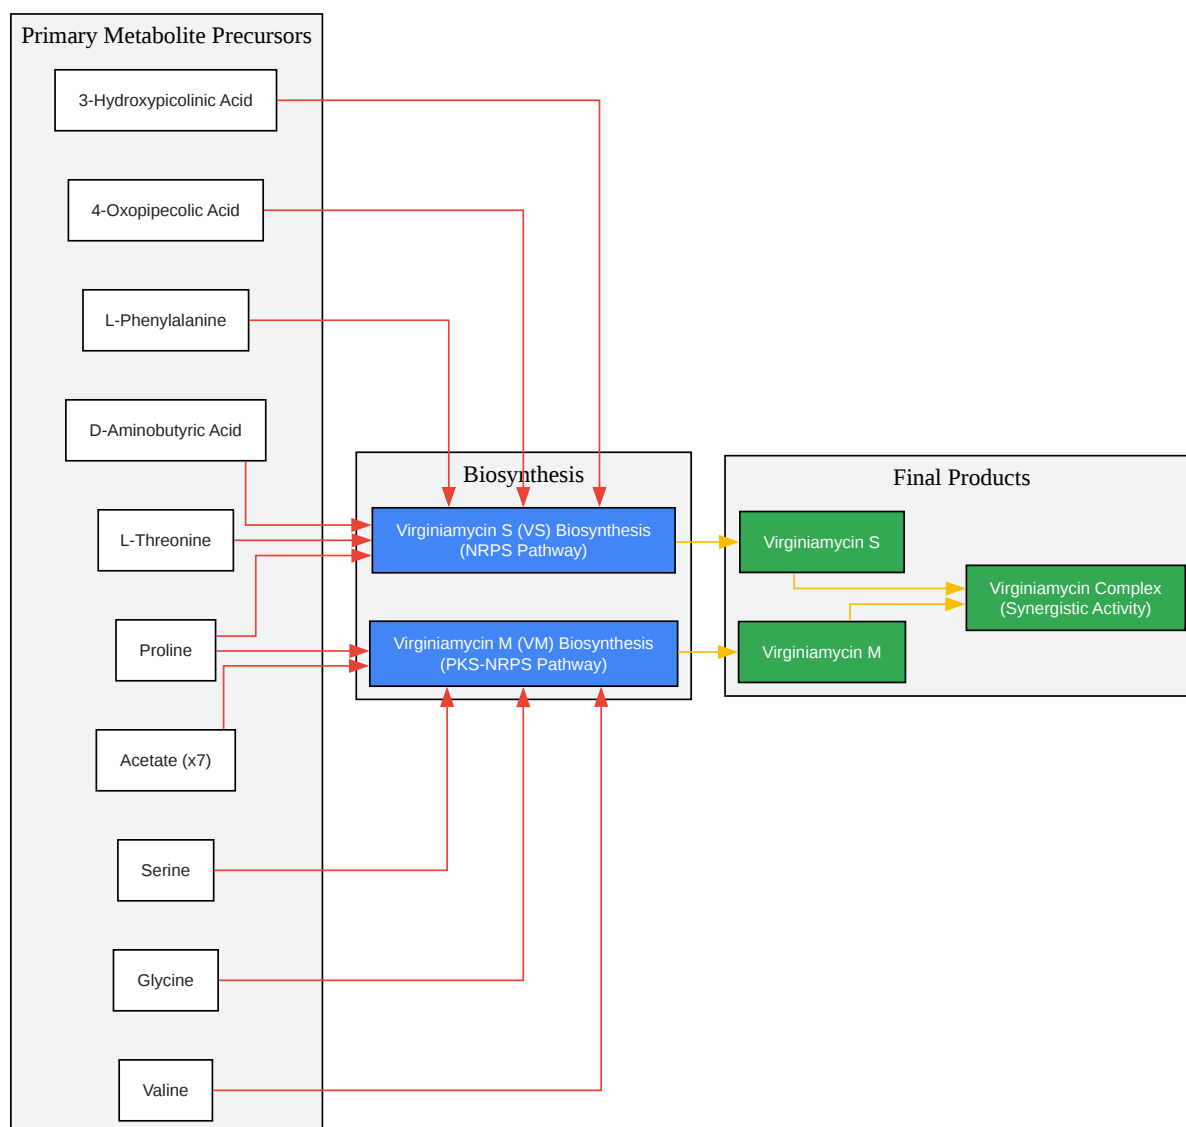 Primary Metabolite Precursors
3-Hydroxypicolinic Acid
4-Oxopipecolic Acid
L-Phenylalanine
D-Aminobutyric Acid
L-Threonine
Proline
Acetate (x7)
Serine
Glycine
Valine
Biosynthesis
Virginiamycin S (VS) Biosynthesis
(NRPS Pathway)
Virginiamycin M (VM) Biosynthesis
(PKS-NRPS Pathway)
Final Products
Virginiamycin S
Virginiamycin M
Virginiamycin Complex
(Synergistic Activity)